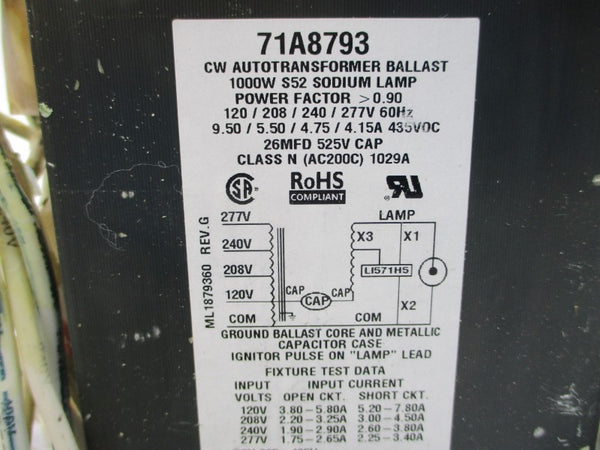 71A8793
CW AUTOTRANSFORMER BALLAST
1000W S52 SODIUM LAMP
POWER FACTOR >0.90
120 / 208 / 240 / 277V 60Hz
9.50 / 5.50 / 4.75 / 4.15A 435VOC
26MFD 525V CAP
CLASS N (AC200C) 1029A
RoHS
COMPLIANT
277V LAMP
X3 X1
240V
208V LI571H5
CAP CAP CAP
120V
X2
COM COM
ML1879360 REV.G
GROUND BALLAST CORE AND METALLIC
CAPACITOR CASE
IGNITOR PULSE ON "LAMP" LEAD
FIXTURE TEST DATA
INPUT INPUT CURRENT
VOLTS OPEN CKT. SHORT CKT.
120V 3.80-5.80A 5.20-7.80A
208V 2.20-3.25A 3.00-4.50A
240V 1.90-2.90A 2.60-3.80A
277V 1.75-2.65A 2.25-3.40A